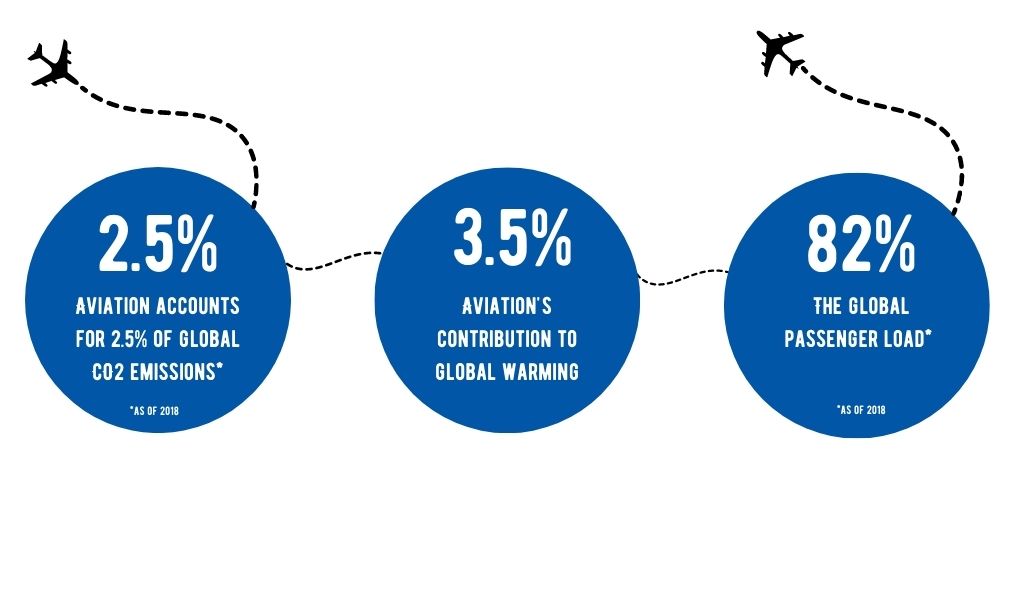 2.5%
AVIATION ACCOUNTS
FOR 2.5% OF GLOBAL
CO2 EMISSIONS*
*AS OF 2018
3.5%
AVIATION'S
CONTRIBUTION TO
GLOBAL WARMING
82%
THE GLOBAL
PASSENGER LOAD*
*AS OF 2018